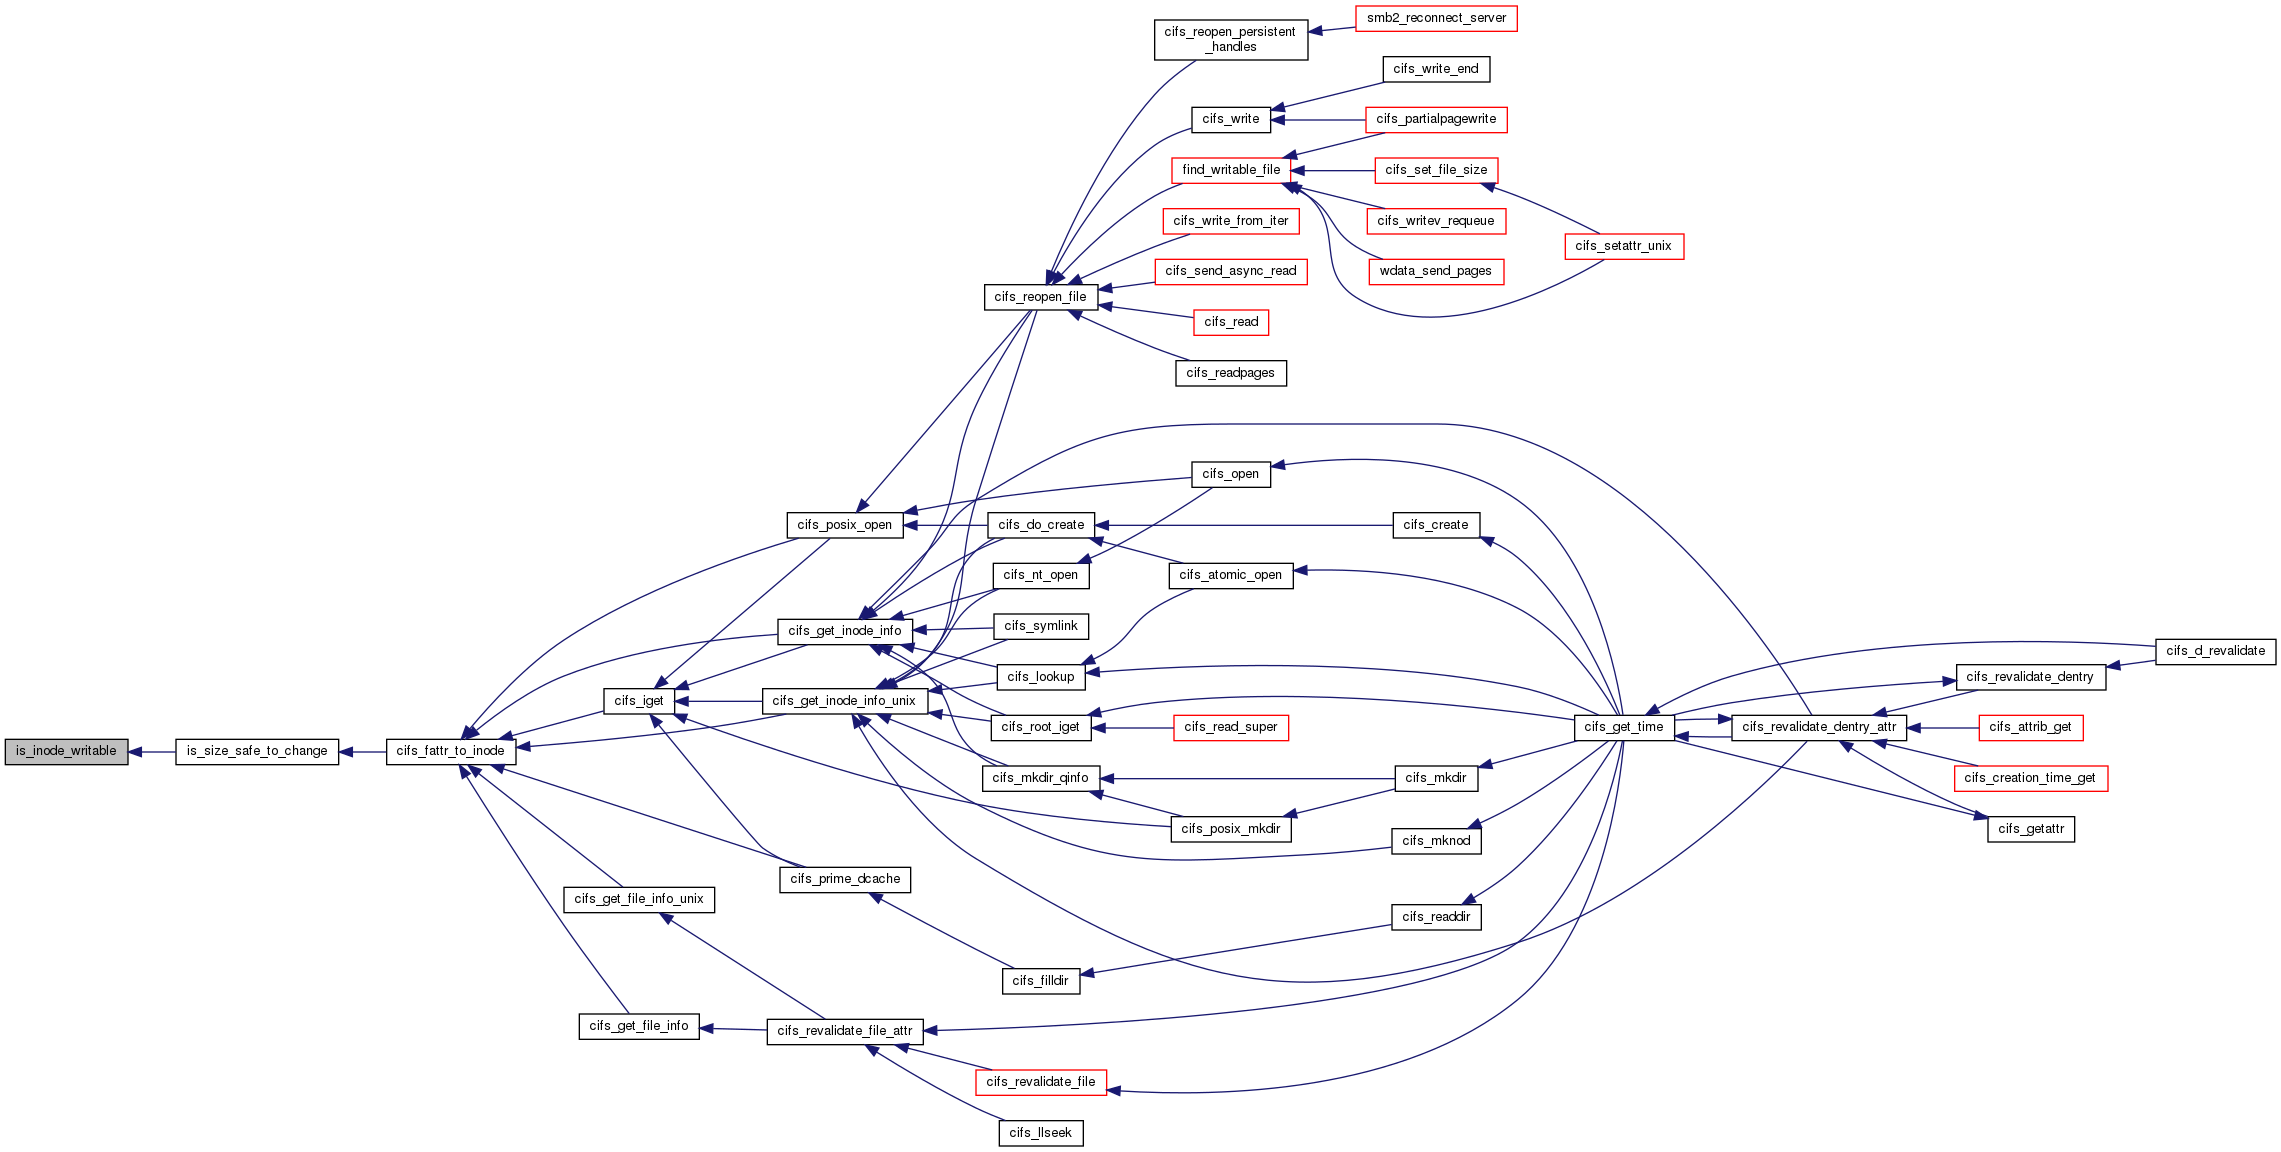 smb2_reconnect_server
cifs_reopen_persistent
_handles
cifs_write_end
cifs_write
cifs_partialpagewrite
find_writable_file
cifs_set_file_size
cifs_write_from_iter
cifs_writev_requeue
cifs_setattr_unix
cifs_send_async_read
wdata_send_pages
cifs_reopen_file
cifs_read
cifs_readpages
cifs_open
cifs_posix_open
cifs_do_create
cifs_create
cifs_nt_open
cifs_atomic_open
cifs_get_inode_info
cifs_symlink
cifs_d_revalidate
cifs_lookup
cifs_revalidate_dentry
cifs_iget
cifs_get_inode_info_unix
cifs_root_iget
cifs_read_super
cifs_get_time
cifs_revalidate_dentry_attr
cifs_attrib_get
is_inode_writable
is_size_safe_to_change
cifs_fattr_to_inode
cifs_mkdir_qinfo
cifs_mkdir
cifs_creation_time_get
cifs_posix_mkdir
cifs_getattr
cifs_mknod
cifs_prime_dcache
cifs_get_file_info_unix
cifs_readdir
cifs_filldir
cifs_get_file_info
cifs_revalidate_file_attr
cifs_revalidate_file
cifs_llseek